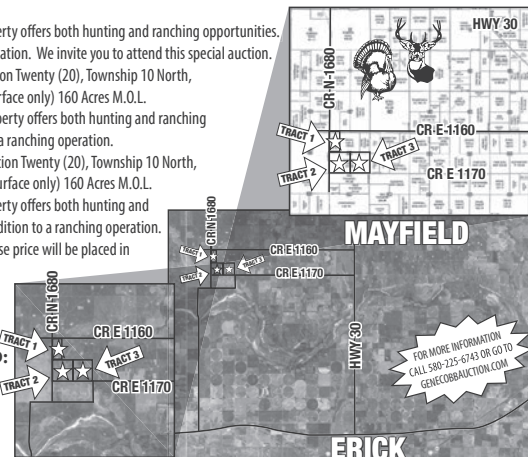 erty offers both hunting and ranching opportunities.
ation. We invite you to attend this special auction.
on Twenty (20), Township 10 North,
rface only) 160 Acres M.O.L.
perty offers both hunting and ranching
a ranching operation.
tion Twenty (20), Township 10 North,
urface only) 160 Acres M.O.L.
erty offers both hunting and
ddition to a ranching operation.
se price will be placed in
HWY 30
CR-N-1680
CR-E-1160
TRACT 1
TRACT 2
TRACT 3
CR E 1170
MAYFIELD
CR N 1680
CR E 1160
TRACT 1
TRACT 2
TRACT 3
CR E 1170
HWY 30
CR N 1680
CR E 1160
TRACT 1
TRACT 3
TRACT 2
CR E 1170
:
FOR MORE INFORMATION
CALL 580-225-6743 OR GO TO
GENECOBBAUCTION.COM
ERICK